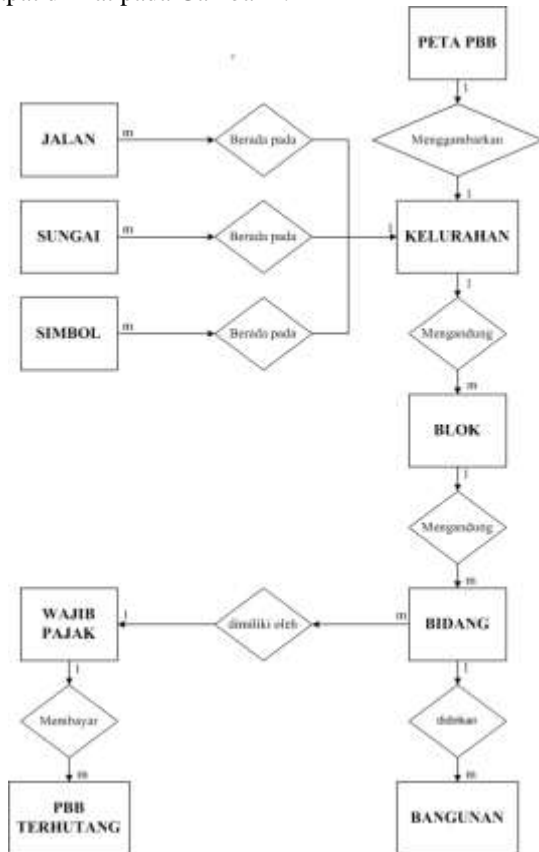 PETA PBB
1
Menggambarkan
1
JALAN
m
Berada pada
SUNGAI
m
Berada pada
1
KELURAHAN
SIMBOL
m
Berada pada
1
Mengandung
m
BLOK
1
Mengandung
m
WAJIB
PAJAK
1
dimiliki oleh
m
BIDANG
1
Membayar
m
PBB
TERHUTANG
1
m
BANGUNAN